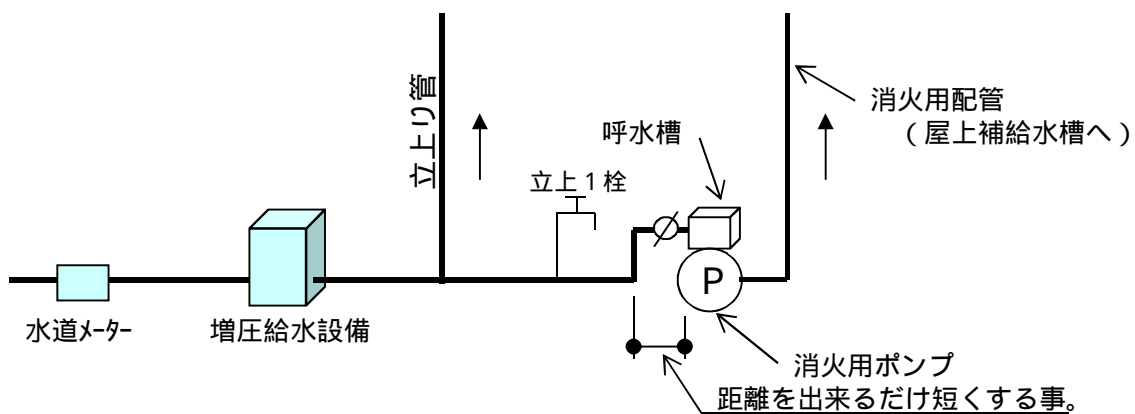 立上り管
消火用配管
(屋上補給水槽へ)
呼水槽
立上1栓
P
水道メーター
増圧給水設備
消火用ポンプ
距離を出来るだけ短くする事。